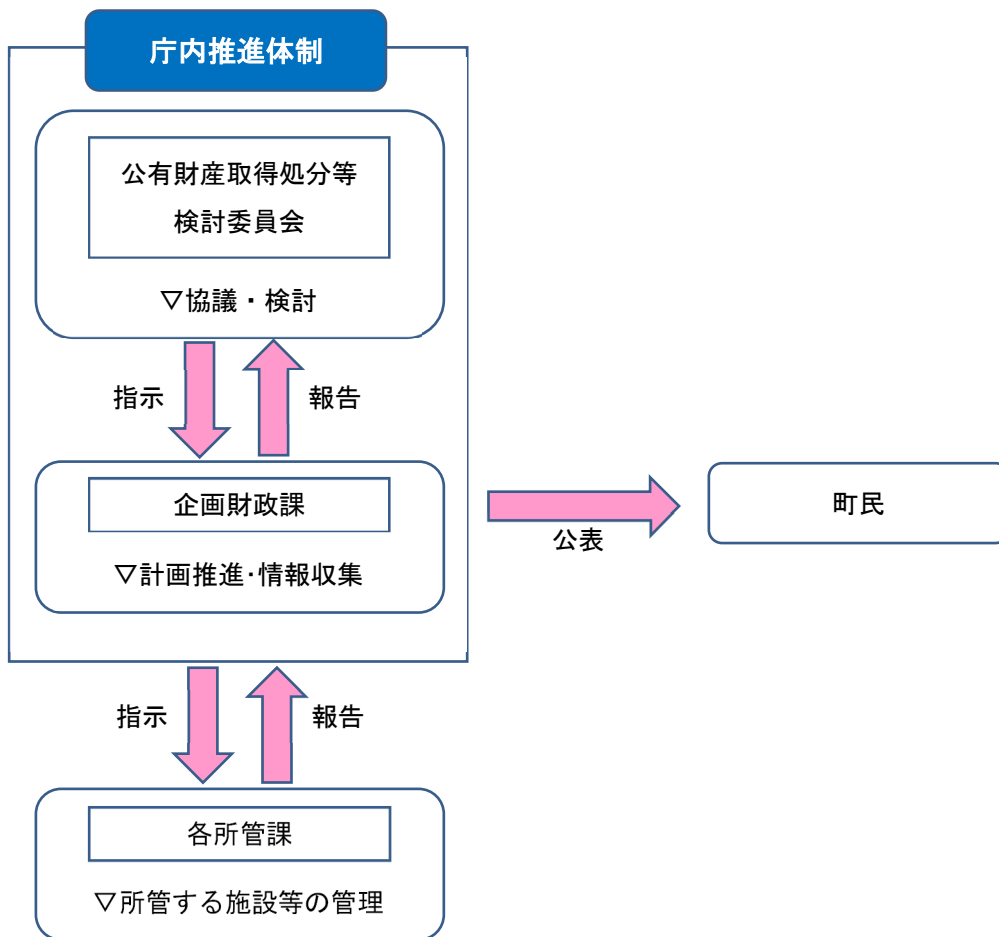 庁内推進体制
公有財産取得処分等
検討委員会
▽協議・検討
指示
報告
企画財政課
▽計画推進･情報収集
公表
町民
指示
報告
各所管課
▽所管する施設等の管理